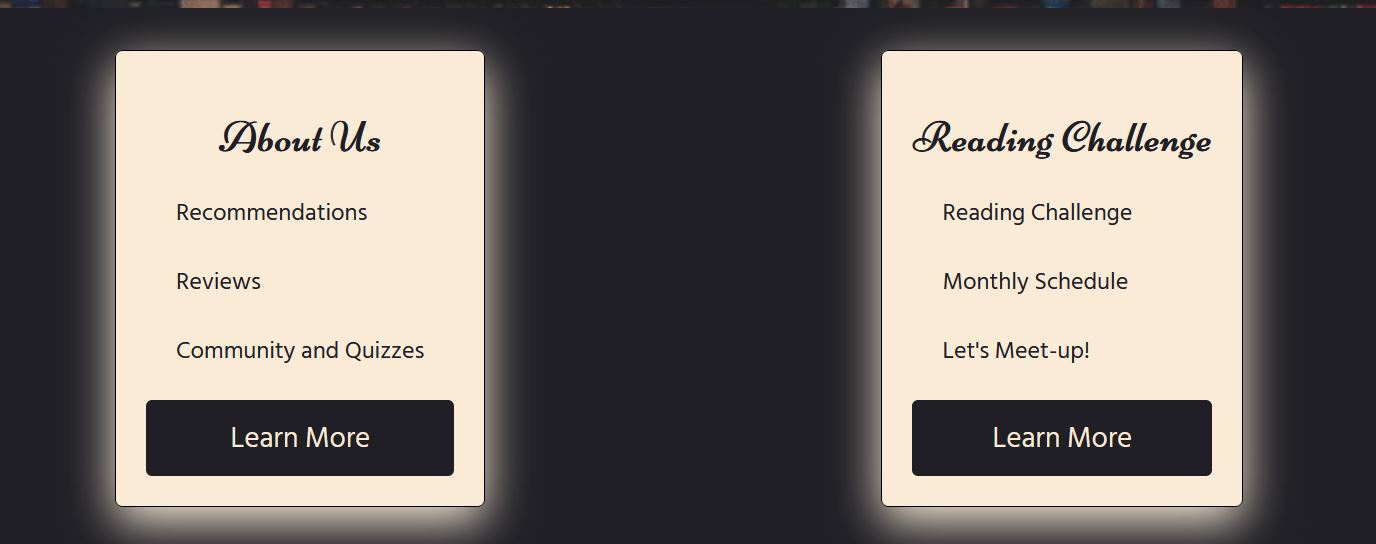 About Us
Recommendations
Reviews
Community and Quizzes
Learn More
Reading Challenge
Reading Challenge
Monthly Schedule
Let's Meet-up!
Learn More